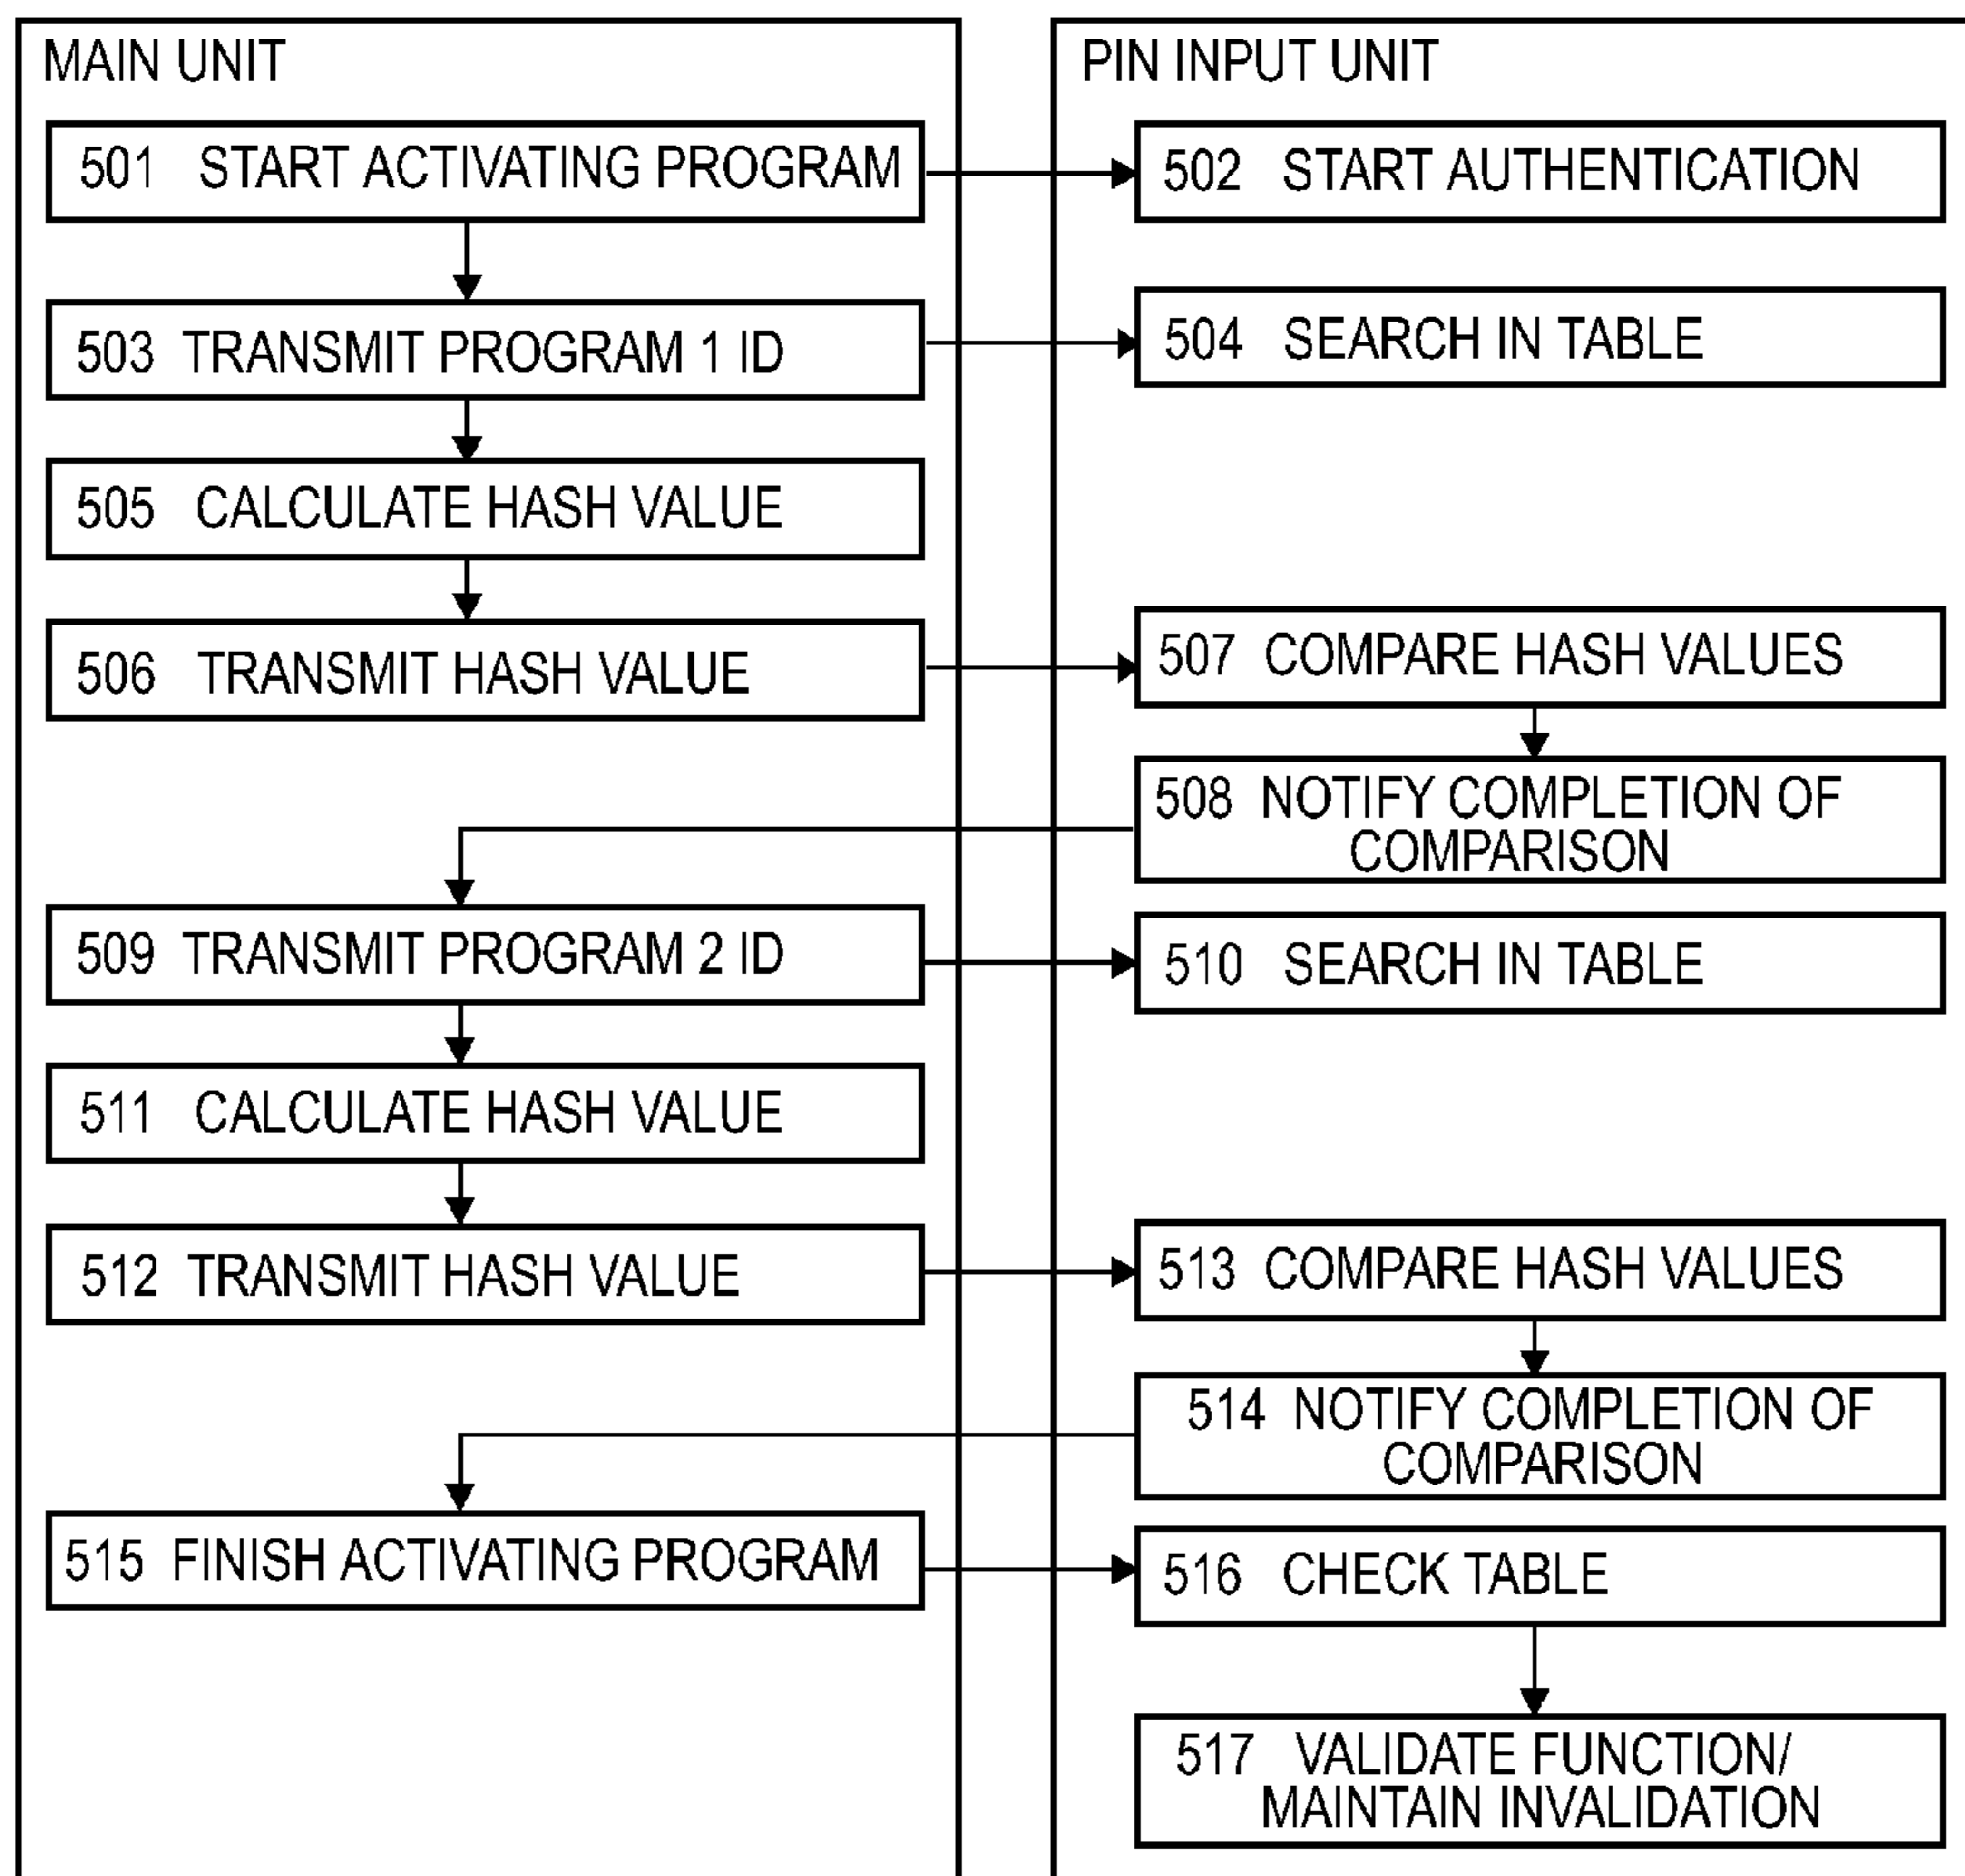 MAIN UNIT
PIN INPUT UNIT
501 START ACTIVATING PROGRAM
502 START AUTHENTICATION
503 TRANSMIT PROGRAM 1 ID
504 SEARCH IN TABLE
505 CALCULATE HASH VALUE
506 TRANSMIT HASH VALUE
507 COMPARE HASH VALUES
508 NOTIFY COMPLETION OF
COMPARISON
509 TRANSMIT PROGRAM 2 ID
510 SEARCH IN TABLE
511 CALCULATE HASH VALUE
512 TRANSMIT HASH VALUE
513 COMPARE HASH VALUES
514 NOTIFY COMPLETION OF
COMPARISON
515 FINISH ACTIVATING PROGRAM
516 CHECK TABLE
517 VALIDATE FUNCTION/
MAINTAIN INVALIDATION